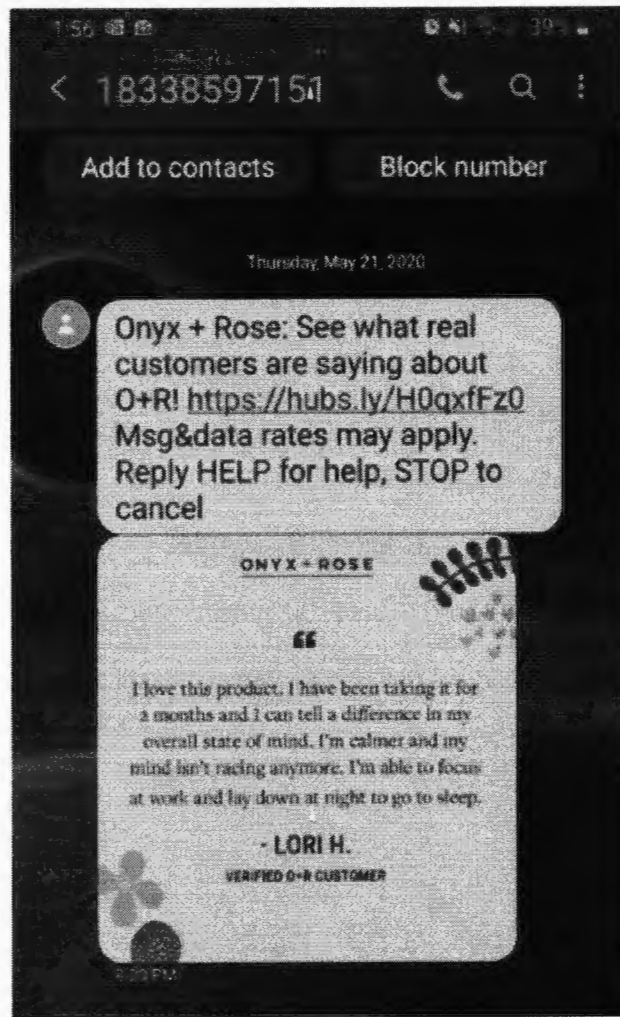 1:56
< 18338597151
Add to contacts
Block number
Thursday, May 21, 2020
Onyx + Rose: See what real
customers are saying about
O+R! https://hubs.ly/H0qxfFz0
Msg&data rates may apply.
Reply HELP for help, STOP to
cancel
ONYX + ROSE
“
I love this product. I have been taking it for
a months and I can tell a difference in my
overall state of mind. I'm calmer and my
mind isn't racing anymore. I'm able to focus
at work and lay down at night to go to sleep.
- LORI H.
VERIFIED O+R CUSTOMER